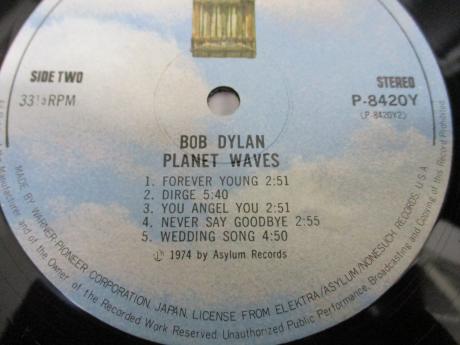 SIDE TWO
STEREO
33⅓RPM
P-8420Y
(P-8420Y2)
BOB DYLAN
PLANET WAVES
1. FOREVER YOUNG 2:51
2. DIRGE 5:40
3. YOU ANGEL YOU 2:51
4. NEVER SAY GOODBYE 2:55
5. WEDDING SONG 4:50
Ⓟ 1974 by Asylum Records
MADE BY WARNER-PIONEER CORPORATION, JAPAN, LICENSE FROM ELEKTRA/ASYLUM/NONESUCH RECORDS, U.S.A.
Manufacturer and of the Owner of the Recorded Work Reserved. Unauthorized Public Performance, Broadcasting and Copying of this Record Prohibited.